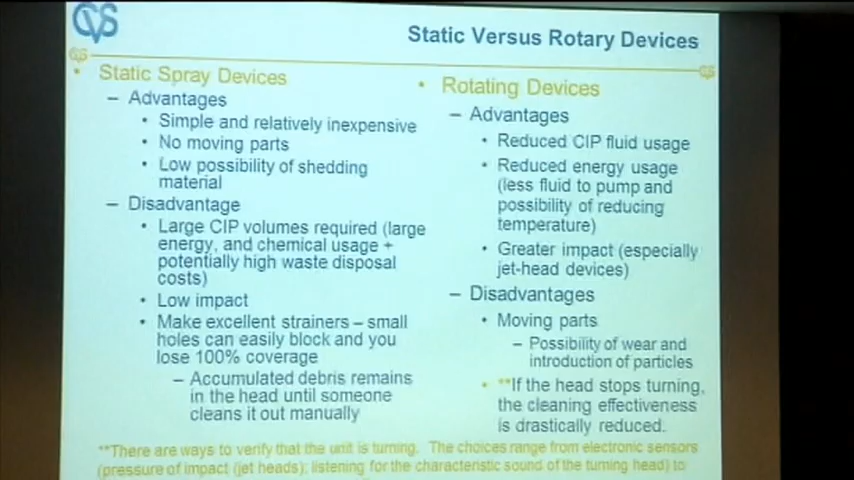 CVS
Static Versus Rotary Devices
• Static Spray Devices
– Advantages
• Simple and relatively inexpensive
• No moving parts
• Low possibility of shedding
material
– Disadvantage
• Large CIP volumes required (large
energy, and chemical usage +
potentially high waste disposal
costs)
• Low impact
• Make excellent strainers – small
holes can easily block and you
lose 100% coverage
– Accumulated debris remains
in the head until someone
cleans it out manually
• Rotating Devices
– Advantages
• Reduced CIP fluid usage
• Reduced energy usage
(less fluid to pump and
possibility of reducing
temperature)
• Greater impact (especially
jet-head devices)
– Disadvantages
• Moving parts
– Possibility of wear and
introduction of particles
• **If the head stops turning,
the cleaning effectiveness
is drastically reduced.
**There are ways to verify that the unit is turning. The choices range from electronic sensors
(pressure of impact (jet heads); listening for the characteristic sound of the turning head) to